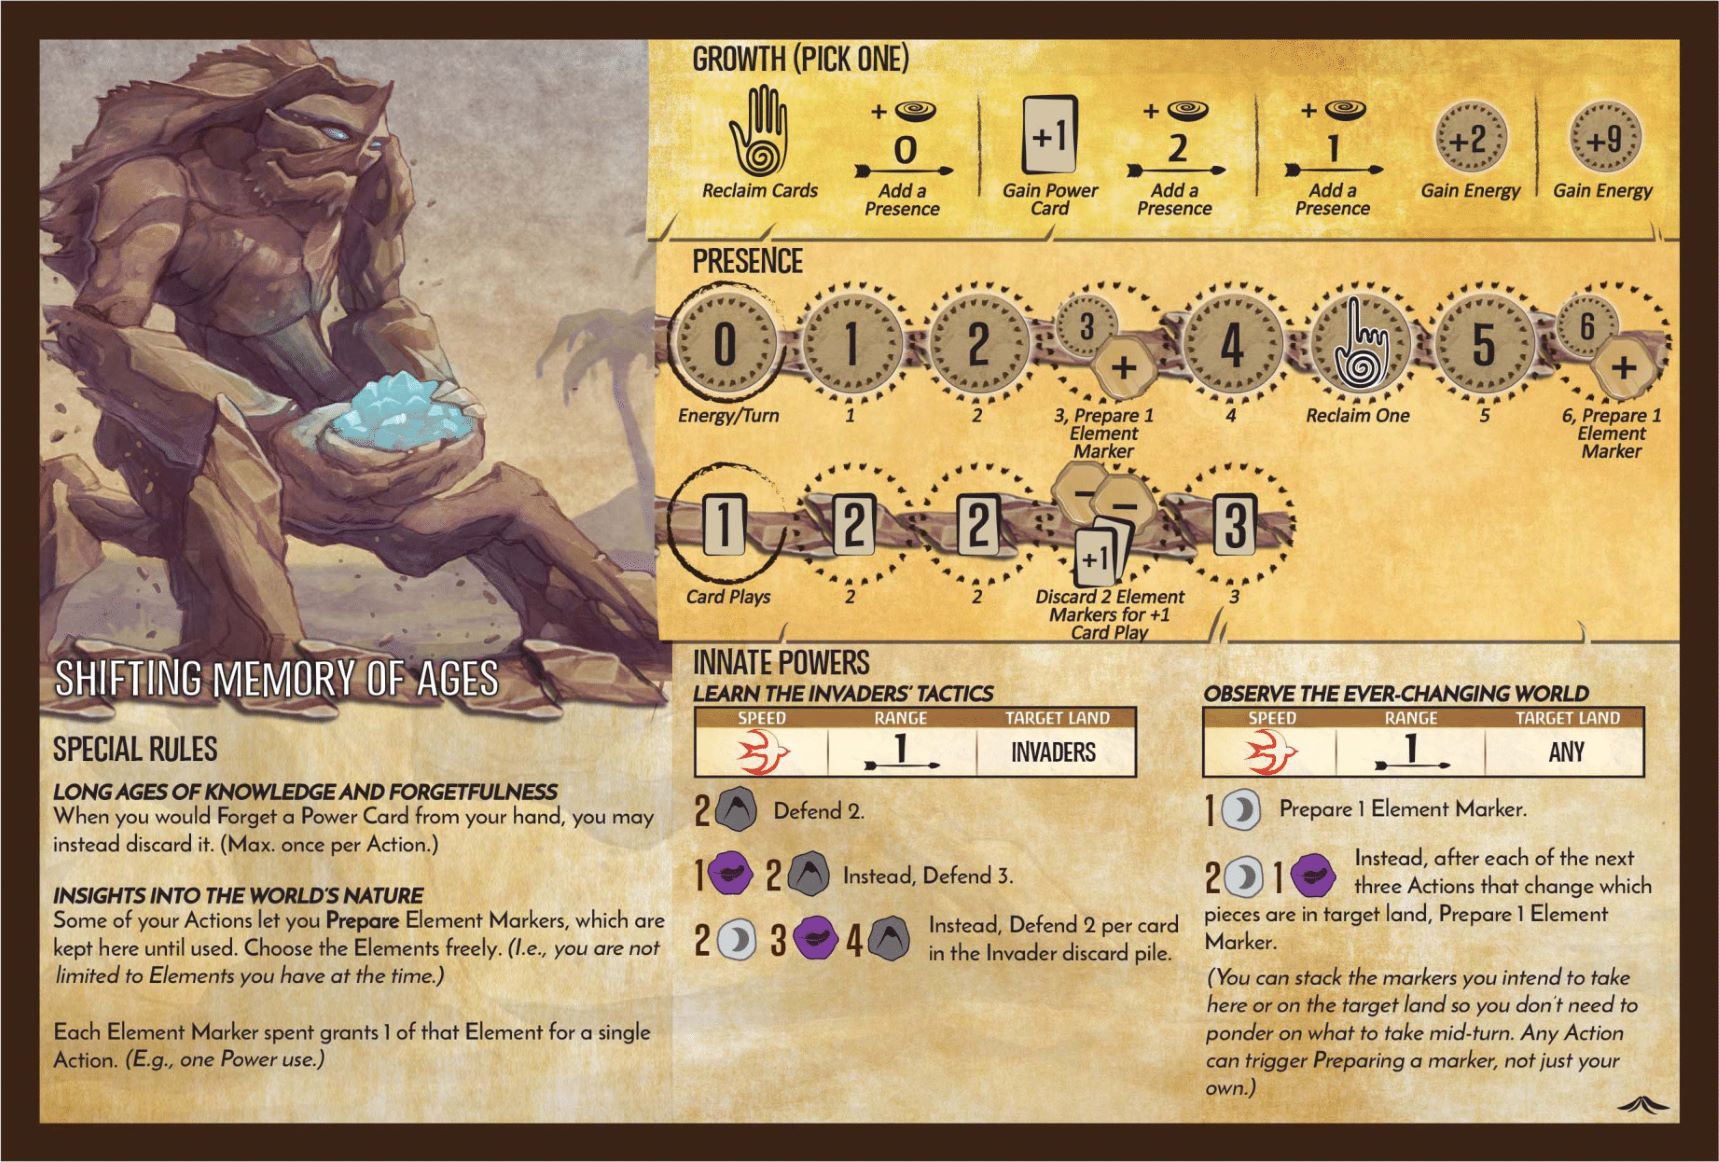 GROWTH (PICK ONE)
+
0
+1
+
2
+
1
+2
+9
Reclaim Cards
Add a
Presence
Gain Power
Card
Add a
Presence
Add a
Presence
Gain Energy
Gain Energy
PRESENCE
0
1
2
3
+
4
5
6
+
Energy/Turn
1
2
3, Prepare 1
Element
Marker
4
Reclaim One
5
6, Prepare 1
Element
Marker
1
2
2
–
–
+1
3
Card Plays
2
2
Discard 2 Element
Markers for +1
Card Play
3
SHIFTING MEMORY OF AGES
SPECIAL RULES
LONG AGES OF KNOWLEDGE AND FORGETFULNESS
When you would Forget a Power Card from your hand, you may
instead discard it. (Max. once per Action.)
INSIGHTS INTO THE WORLD'S NATURE
Some of your Actions let you Prepare Element Markers, which are
kept here until used. Choose the Elements freely. (I.e., you are not
limited to Elements you have at the time.)
Each Element Marker spent grants 1 of that Element for a single
Action. (E.g., one Power use.)
INNATE POWERS
LEARN THE INVADERS' TACTICS
SPEED RANGE TARGET LAND
1 INVADERS
2 Defend 2.
1 2 Instead, Defend 3.
2 3 4 Instead, Defend 2 per card
in the Invader discard pile.
OBSERVE THE EVER-CHANGING WORLD
SPEED RANGE TARGET LAND
1 ANY
1 Prepare 1 Element Marker.
2 1 Instead, after each of the next
three Actions that change which
pieces are in target land, Prepare 1 Element
Marker.
(You can stack the markers you intend to take
here or on the target land so you don't need to
ponder on what to take mid-turn. Any Action
can trigger Preparing a marker, not just your
own.)